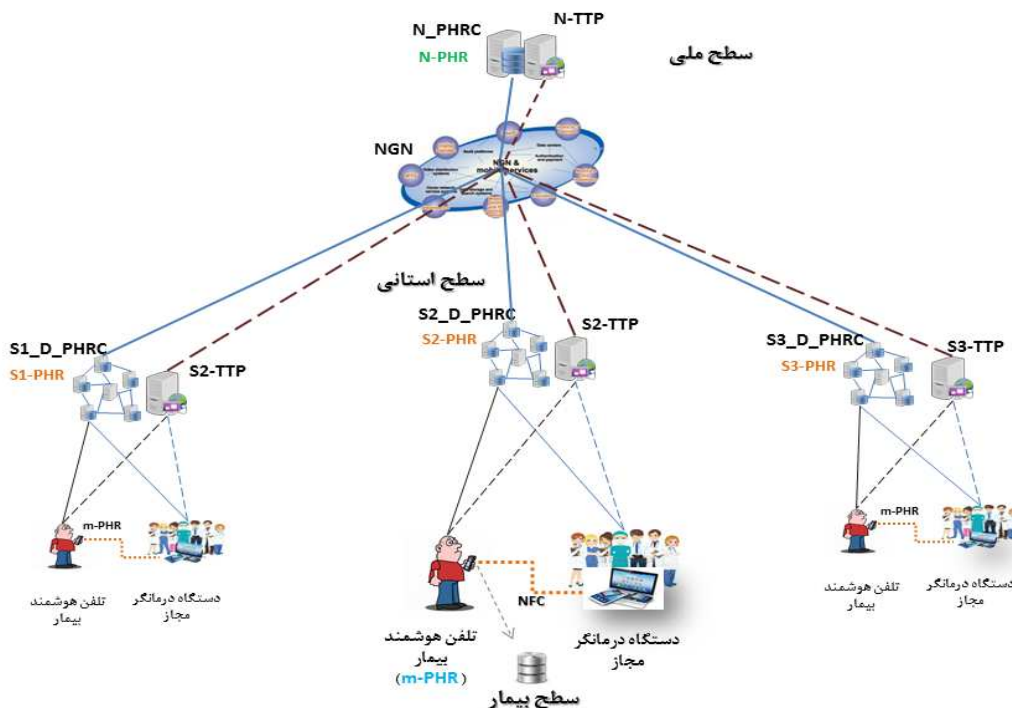 N-TTP
N_PHRC
N-PHR
سطح ملی
NGN
NGN &
mobile services
سطح استانی
S1_D_PHRC
S1-PHR
S2-TTP
S2_D_PHRC
S2-PHR
S2-TTP
S3_D_PHRC
S3-PHR
S3-TTP
m-PHR
تلفن هوشمند
بیمار
دستگاه درمانگر
مجاز
NFC
تلفن هوشمند
بیمار
(m-PHR)
دستگاه درمانگر
مجاز
سطح بیمار
m-PHR
تلفن هوشمند
بیمار
دستگاه درمانگر
مجاز